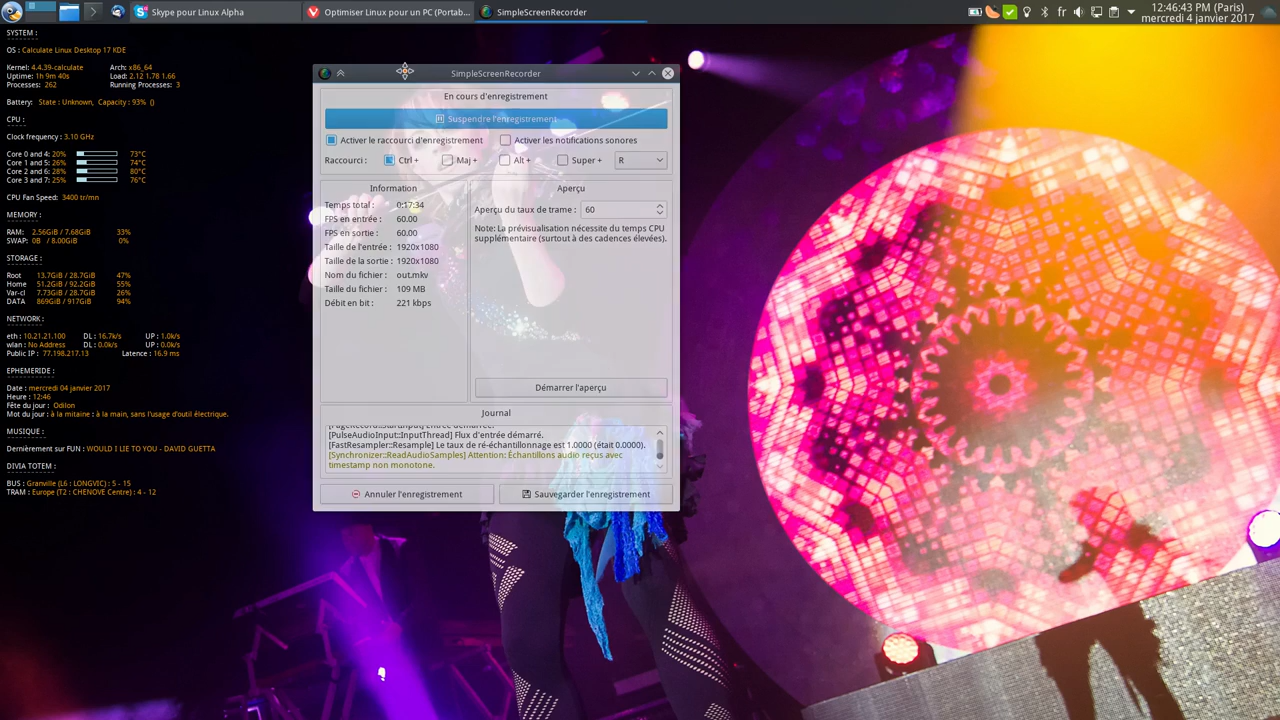 Skype pour Linux Alpha
Optimiser Linux pour un PC (Portab...
SimpleScreenRecorder
fr
12:46:43 PM (Paris)
mercredi 4 janvier 2017
SYSTEM :
OS : Calculate Linux Desktop 17 KDE
Kernel: 4.4.39-calculate Arch: x86_64
Uptime: 1h 9m 40s Load: 2.12 1.78 1.66
Processes: 262 Running Processes: 3
Battery: State : Unknown, Capacity : 93% ()
CPU :
Clock frequency : 3.10 GHz
Core 0 and 4: 20% 73°C
Core 1 and 5: 26% 74°C
Core 2 and 6: 28% 80°C
Core 3 and 7: 25% 76°C
CPU Fan Speed: 3400 tr/mn
MEMORY :
RAM: 2.56GiB / 7.68GiB 33%
SWAP: 0B / 8.00GiB 0%
STORAGE :
Root 13.7GiB / 28.7GiB 47%
Home 51.2GiB / 92.2GiB 55%
Var-cl 7.73GiB / 28.7GiB 26%
DATA 869GiB / 917GiB 94%
NETWORK :
eth : 10.21.21.100 DL : 16.7k/s UP : 1.0k/s
wlan : No Address DL : 0.0k/s UP : 0.0k/s
Public IP : 77.198.217.13 Latence : 16.9 ms
EPHEMERIDE :
Date : mercredi 04 janvier 2017
Heure : 12:46
Fête du jour : Odilon
Mot du jour : à la mitaine : à la main, sans l'usage d'outil électrique.
MUSIQUE :
Dernièrement sur FUN : WOULD I LIE TO YOU - DAVID GUETTA
DIVIA TOTEM :
BUS : Granville (L6 : LONGVIC) : 5 - 15
TRAM : Europe (T2 : CHENOVE Centre) : 4 - 12
SimpleScreenRecorder
En cours d'enregistrement
Suspendre l'enregistrement
Activer le raccourci d'enregistrement Activer les notifications sonores
Raccourci : Ctrl + Maj + Alt + Super + R
Information
Temps total : 0:17:34
FPS en entrée : 60.00
FPS en sortie : 60.00
Taille de l'entrée : 1920x1080
Taille de la sortie : 1920x1080
Nom du fichier : out.mkv
Taille du fichier : 109 MB
Débit en bit : 221 kbps
Aperçu
Aperçu du taux de trame : 60
Note: La prévisualisation nécessite du temps CPU
supplémentaire (surtout à des cadences élevées).
Démarrer l'aperçu
Journal
[PageRecord::StartInput] Entrée démarrée.
[PulseAudioInput::InputThread] Flux d'entrée démarré.
[FastResampler::Resample] Le taux de ré-échantillonnage est 1.0000 (était 0.0000).
[Synchronizer::ReadAudioSamples] Attention: Échantillons audio reçus avec
timestamp non monotone.
Annuler l'enregistrement Sauvegarder l'enregistrement